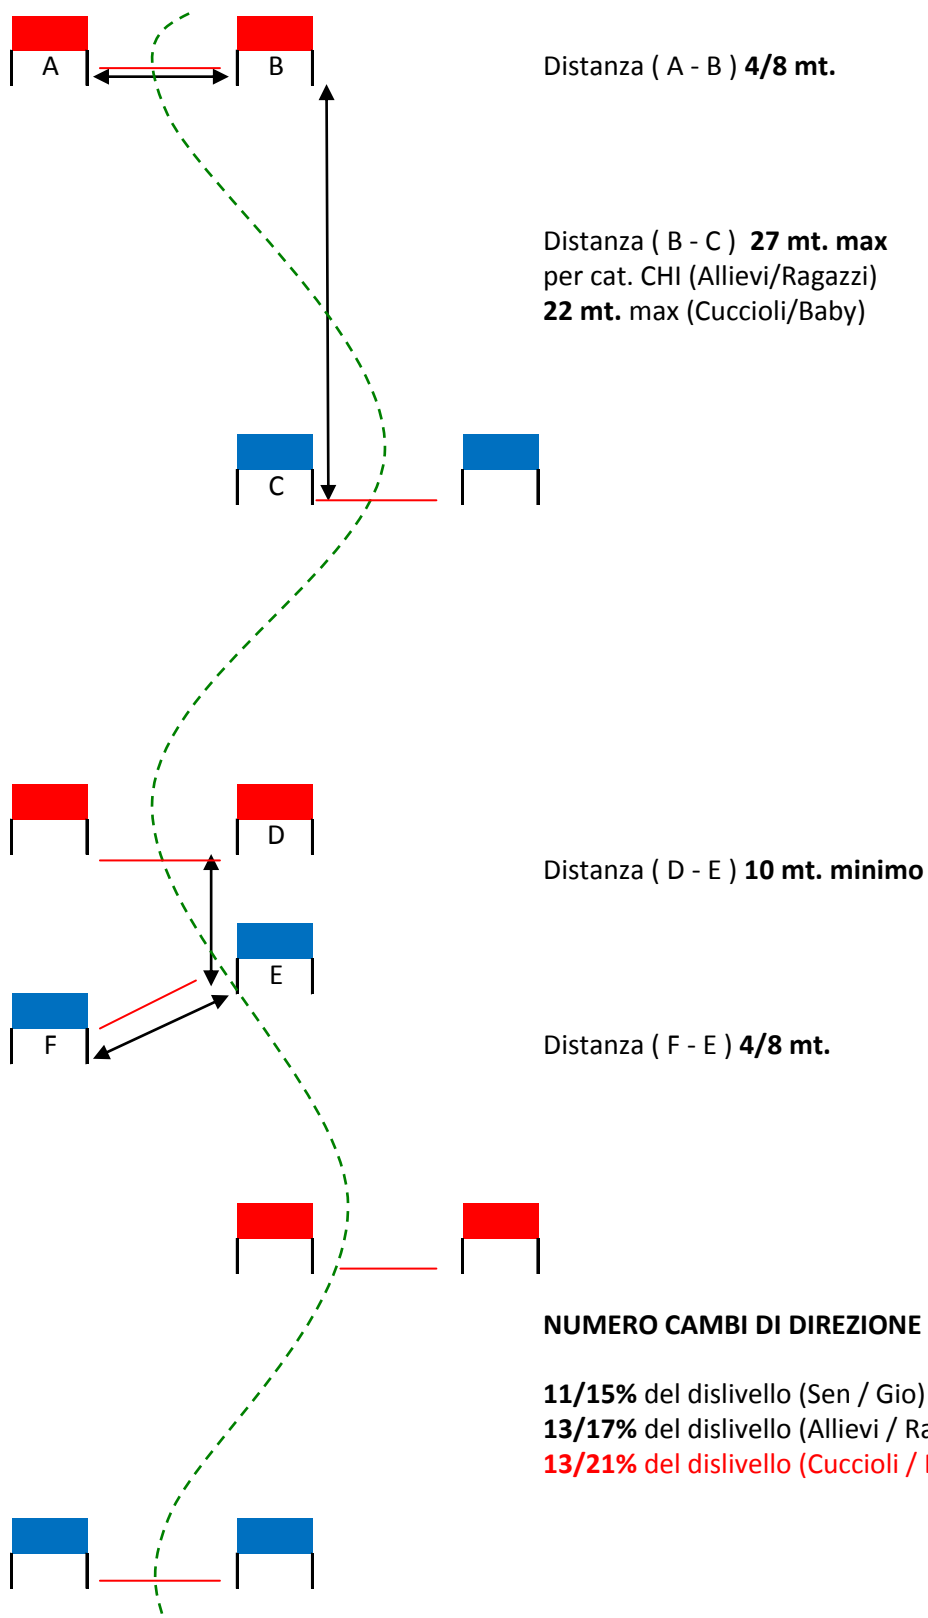 A
B
Distanza ( A - B ) 4/8 mt.
Distanza ( B - C ) 27 mt. max
per cat. CHI (Allievi/Ragazzi)
22 mt. max (Cuccioli/Baby)
C
D
Distanza ( D - E ) 10 mt. minimo
E
F
Distanza ( F - E ) 4/8 mt.
NUMERO CAMBI DI DIREZIONE
11/15% del dislivello (Sen / Gio)
13/17% del dislivello (Allievi /
13/21% del dislivello (Cuccioli /